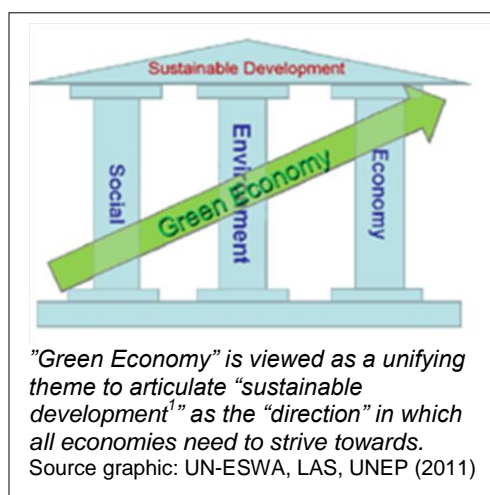 Sustainable Development
Social
Environment
Economy
Green Economy
”Green Economy” is viewed as a unifying
theme to articulate “sustainable
development¹” as the “direction” in which
all economies need to strive towards.
Source graphic: UN-ESWA, LAS, UNEP (2011)